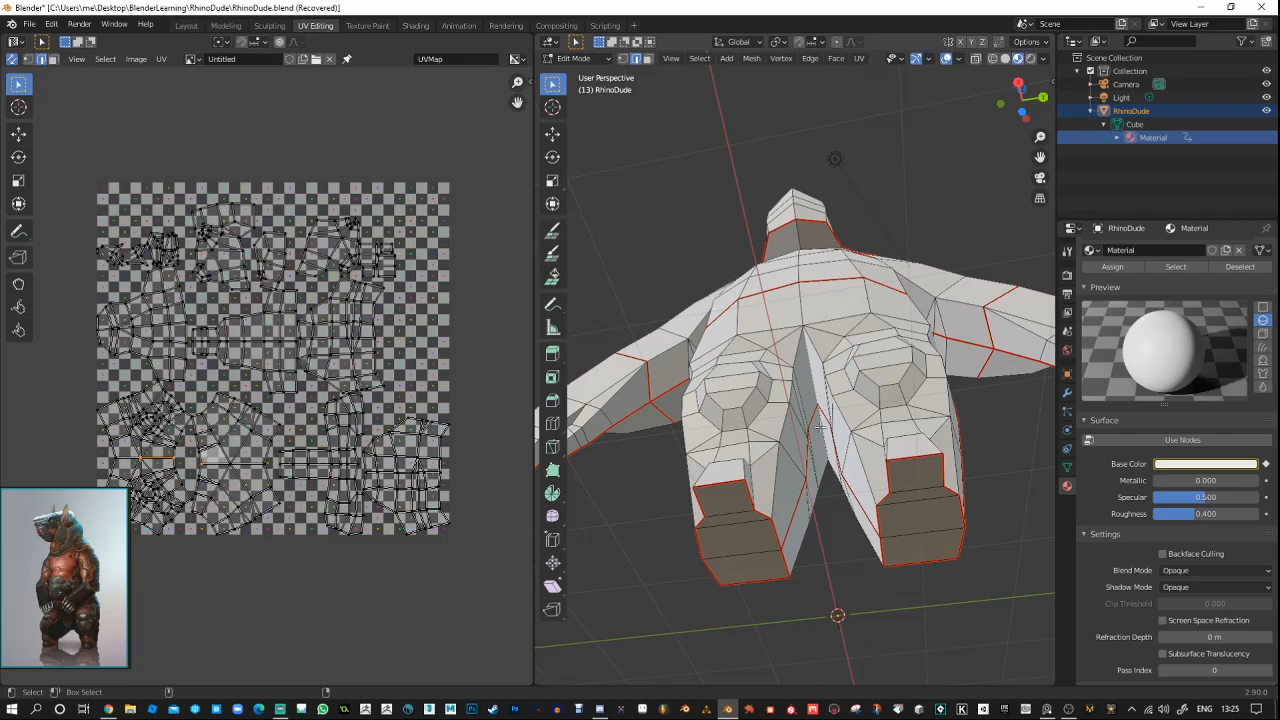 Blender* [C:\Users\me\Desktop\BlenderLearning\RhinoDude\RhinoDude.blend (Recovered)]
File Edit Render Window Help Layout Modeling Sculpting UV Editing Texture Paint Shading Animation Rendering Compositing Scripting + Scene View Layer
Global Options X Y Z
View Select Image UV Untitled UVMap Edit Mode View Select Add Mesh Vertex Edge Face UV
Scene Collection
Collection
Camera
Light
RhinoDude
Cube
Material
User Perspective
(13) RhinoDude
RhinoDude Material
Material
Assign Select Deselect
Preview
Surface
Use Nodes
Base Color
Metallic 0.000
Specular 0.500
Roughness 0.400
Settings
Backface Culling
Blend Mode Opaque
Shadow Mode Opaque
Clip Threshold 0.000
Screen Space Refraction
Refraction Depth 0 m
Subsurface Translucency
Pass Index 0
Select Box Select 2.90.0
13:25